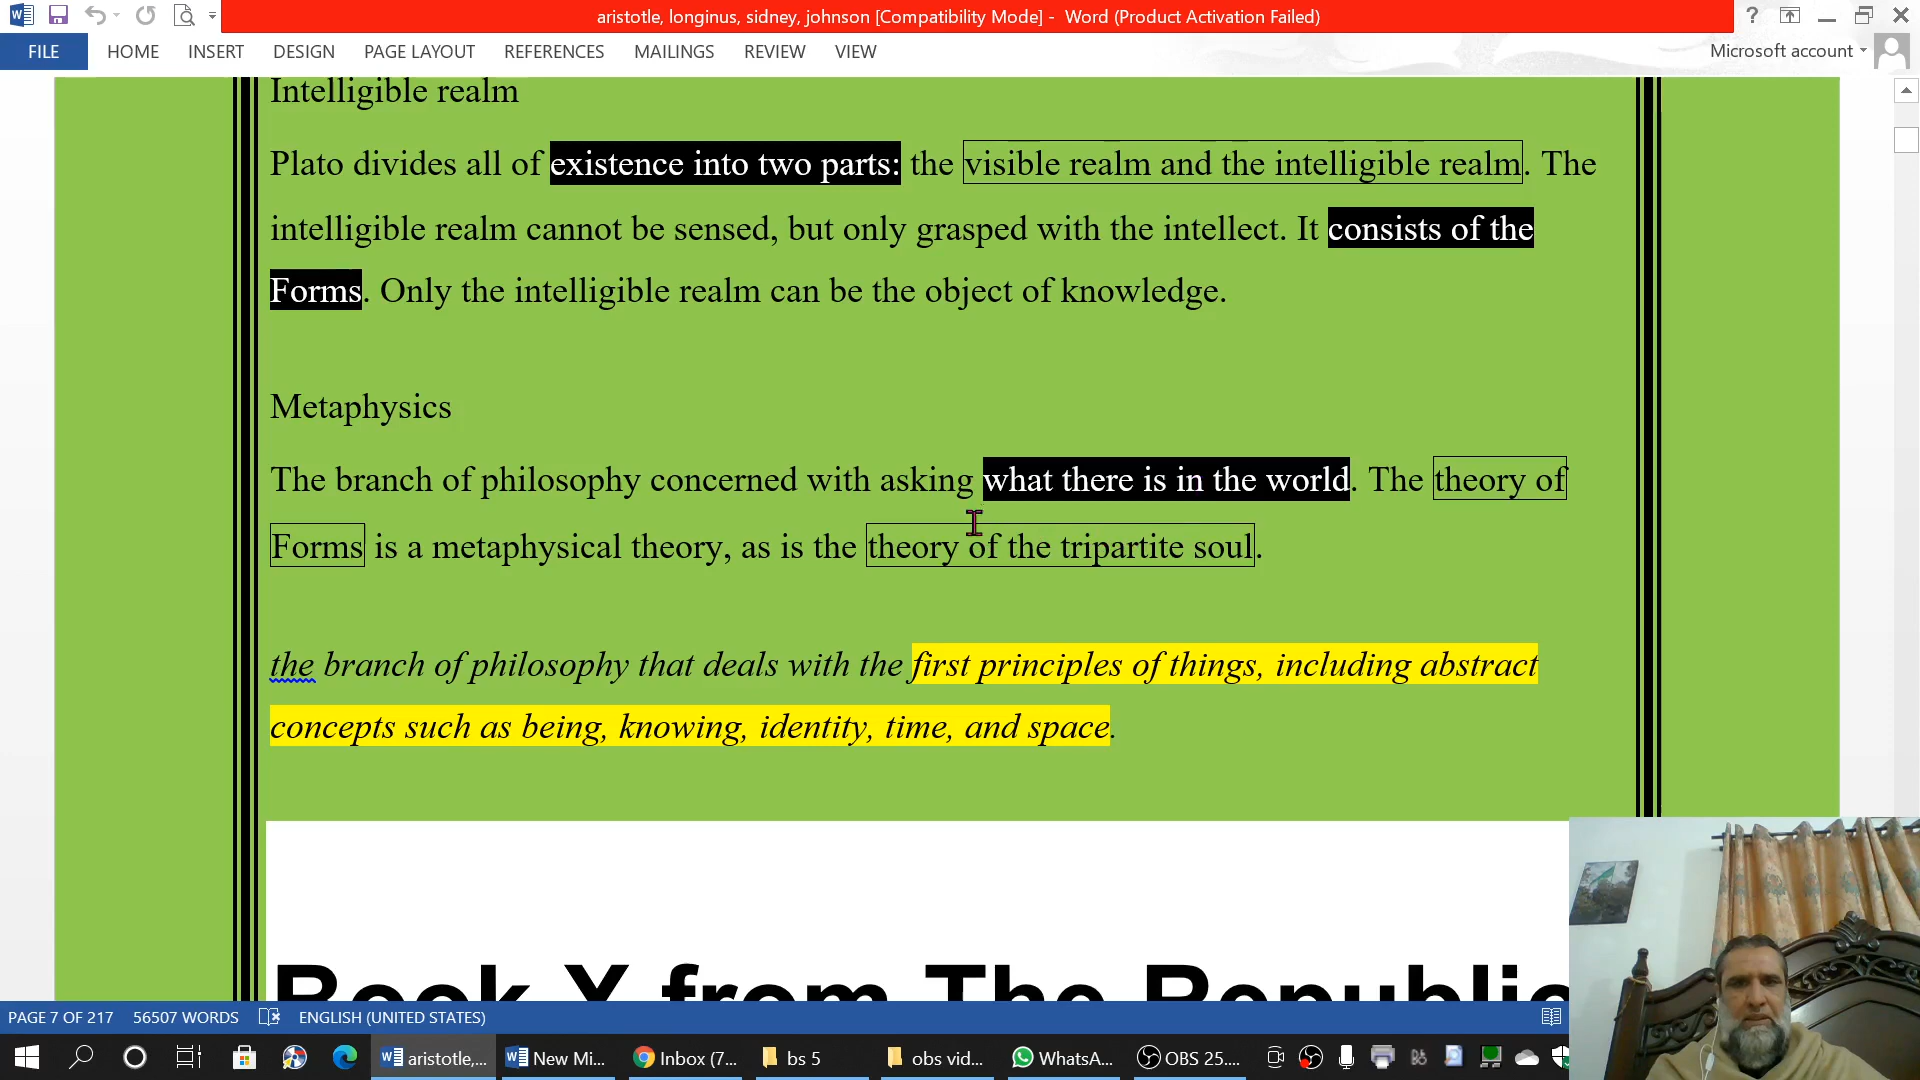 aristotle, longinus, sidney, johnson [Compatibility Mode] - Word (Product Activation Failed)
FILE HOME INSERT DESIGN PAGE LAYOUT REFERENCES MAILINGS REVIEW VIEW Microsoft account
Intelligible realm
Plato divides all of existence into two parts: the visible realm and the intelligible realm. The
intelligible realm cannot be sensed, but only grasped with the intellect. It consists of the
Forms. Only the intelligible realm can be the object of knowledge.
Metaphysics
The branch of philosophy concerned with asking what there is in the world. The theory of
Forms is a metaphysical theory, as is the theory of the tripartite soul.
the branch of philosophy that deals with the first principles of things, including abstract
concepts such as being, knowing, identity, time, and space.
Book X from The Republic
PAGE 7 OF 217 56507 WORDS ENGLISH (UNITED STATES)
aristotle,... New Mi... Inbox (7... bs 5 obs vid... WhatsA... OBS 25....